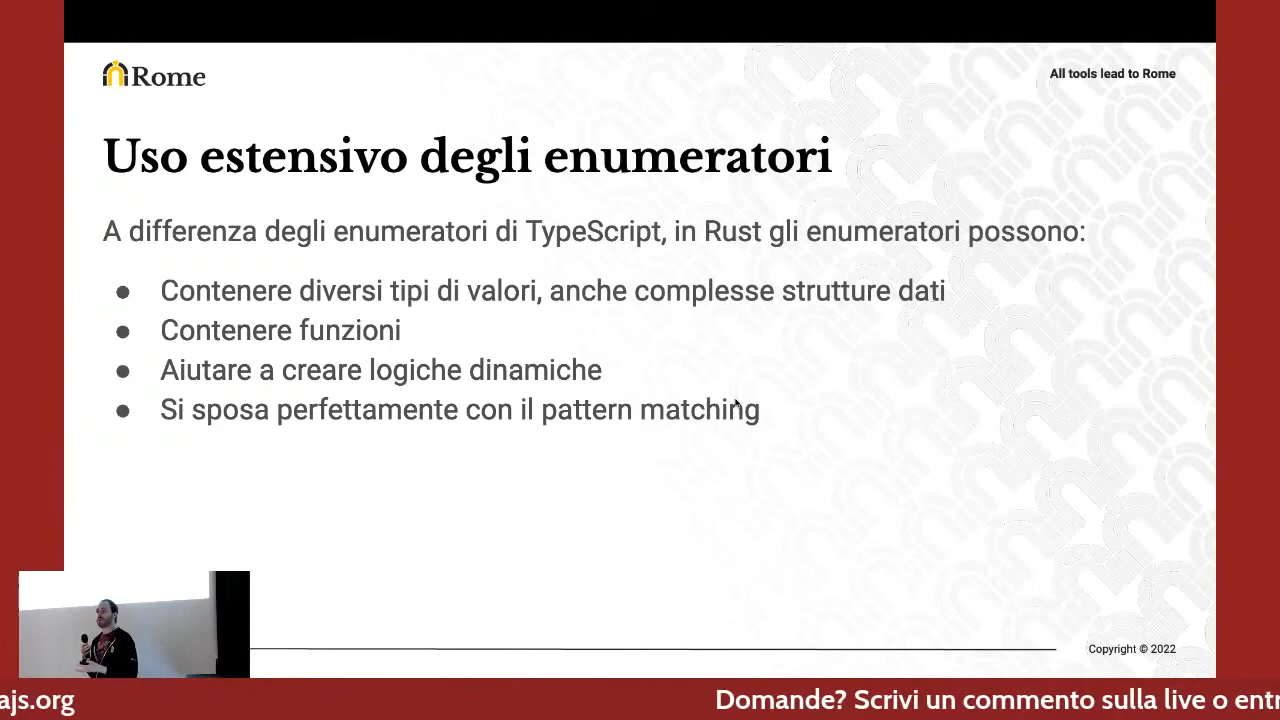 Rome
All tools lead to Rome
Uso estensivo degli enumeratori
A differenza degli enumeratori di TypeScript, in Rust gli enumeratori possono:
● Contenere diversi tipi di valori, anche complesse strutture dati
● Contenere funzioni
● Aiutare a creare logiche dinamiche
● Si sposa perfettamente con il pattern matching
Copyright © 2022
ajs.org
Domande? Scrivi un commento sulla live o entr